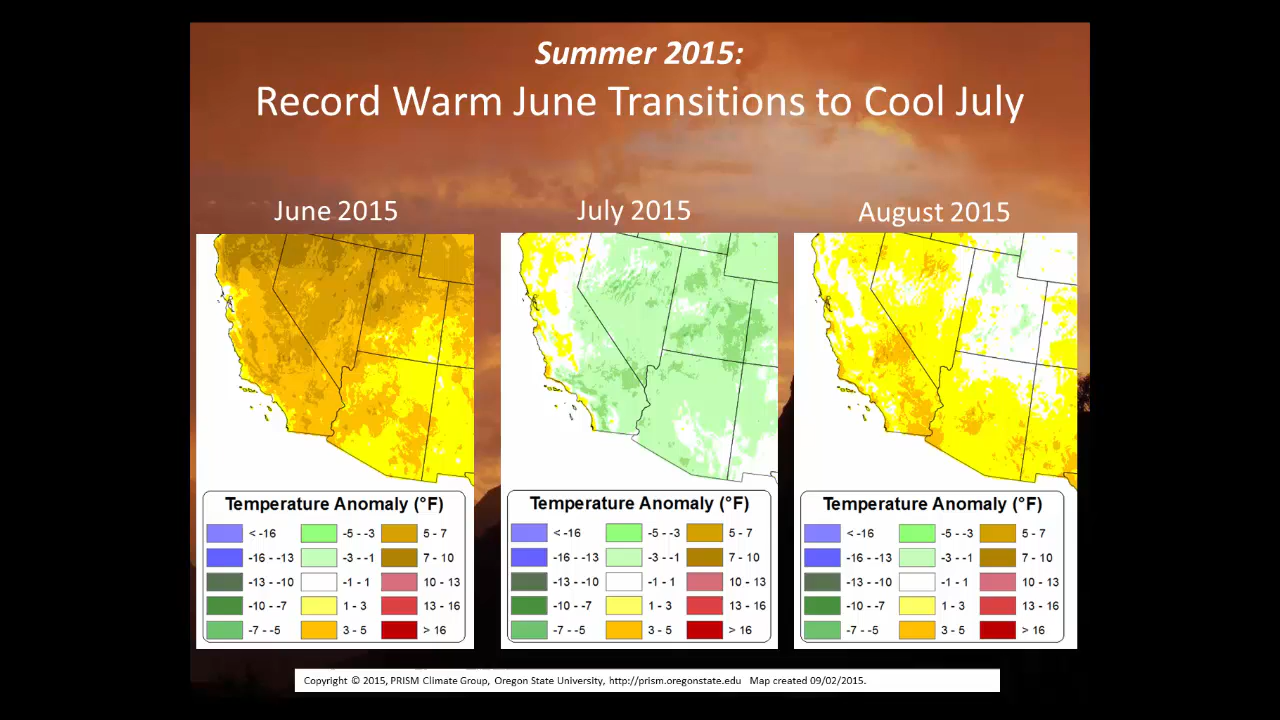 Summer 2015:
Record Warm June Transitions to Cool July
June 2015
July 2015
August 2015
Temperature Anomaly (°F)
< -16
-5 - -3
5 - 7
-16 - -13
-3 - -1
7 - 10
-13 - -10
-1 - 1
10 - 13
-10 - -7
1 - 3
13 - 16
-7 - -5
3 - 5
> 16
Temperature Anomaly (°F)
< -16
-5 - -3
5 - 7
-16 - -13
-3 - -1
7 - 10
-13 - -10
-1 - 1
10 - 13
-10 - -7
1 - 3
13 - 16
-7 - -5
3 - 5
> 16
Temperature Anomaly (°F)
< -16
-5 - -3
5 - 7
-16 - -13
-3 - -1
7 - 10
-13 - -10
-1 - 1
10 - 13
-10 - -7
1 - 3
13 - 16
-7 - -5
3 - 5
> 16
Copyright © 2015, PRISM Climate Group, Oregon State University, http://prism.oregonstate.edu Map created 09/02/2015.